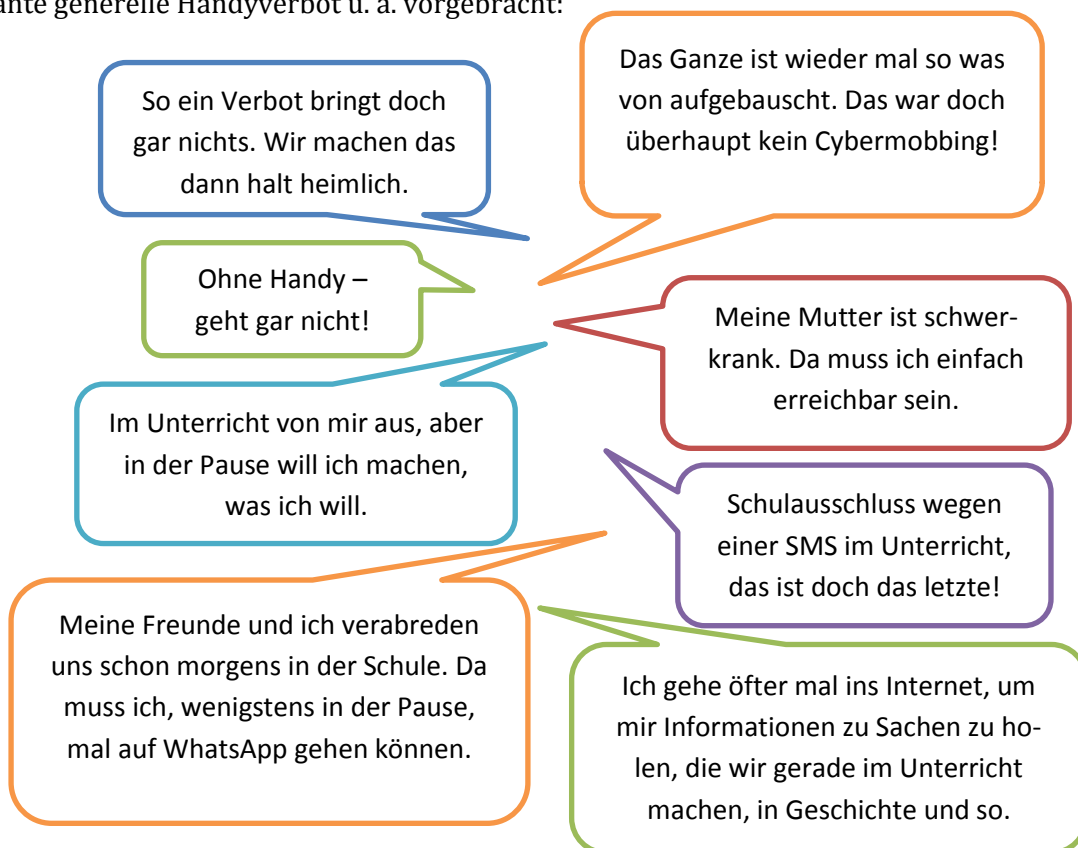 ante generelle Handyverbot u. a. vorgebracht:
So ein Verbot bringt doch
gar nichts. Wir machen das
dann halt heimlich.
Das Ganze ist wieder mal so was
von aufgebauscht. Das war doch
überhaupt kein Cybermobbing!
Ohne Handy –
geht gar nicht!
Meine Mutter ist schwer-
krank. Da muss ich einfach
erreichbar sein.
Im Unterricht von mir aus, aber
in der Pause will ich machen,
was ich will.
Schulausschluss wegen
einer SMS im Unterricht,
das ist doch das letzte!
Meine Freunde und ich verabreden
uns schon morgens in der Schule. Da
muss ich, wenigstens in der Pause,
mal auf WhatsApp gehen können.
Ich gehe öfter mal ins Internet, um
mir Informationen zu Sachen zu ho-
len, die wir gerade im Unterricht
machen, in Geschichte und so.